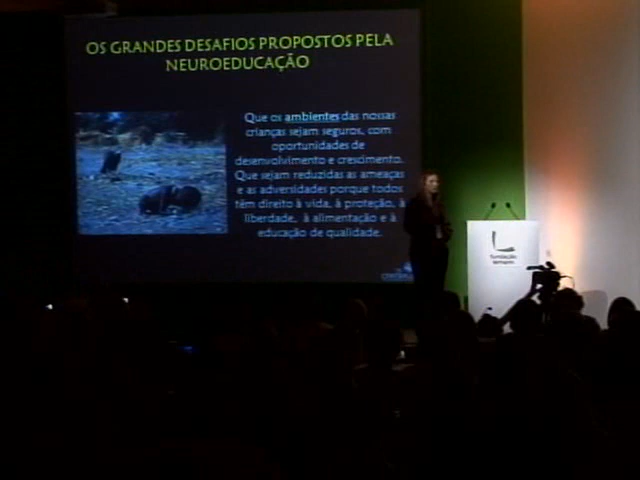 OS GRANDES DESAFIOS PROPOSTOS PELA
NEUROEDUCAÇÃO
Que os ambientes das nossas
crianças sejam seguros, com
oportunidades de
desenvolvimento e crescimento.
Que sejam reduzidas as ameaças
e as adversidades porque todos
têm direito à vida, à proteção, à
liberdade, à alimentação e à
educação de qualidade.
fundação